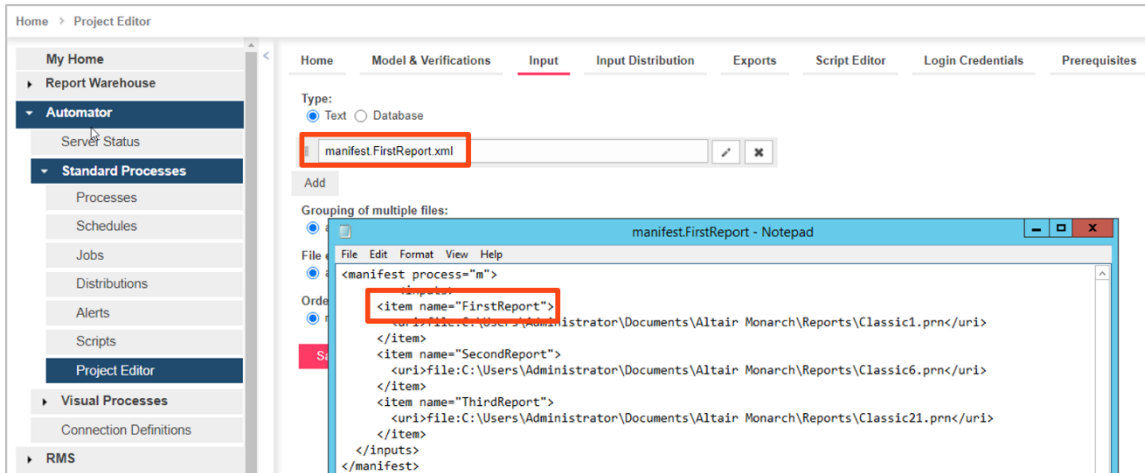 Home > Project Editor
My Home
Report Warehouse
Automator
Server Status
Standard Processes
Processes
Schedules
Jobs
Distributions
Alerts
Scripts
Project Editor
Visual Processes
Connection Definitions
RMS
Home Model & Verifications Input Input Distribution Exports Script Editor Login Credentials Prerequisites
Type:
Text Database
manifest.FirstReport.xml
Add
Grouping of multiple files:
File
Orde
Sa
manifest.FirstReport - Notepad
File Edit Format View Help
<manifest process="m">
<inputs>
<item name="FirstReport">
<uri>file:C:\Users\Administrator\Documents\Altair Monarch\Reports\Classic1.prn</uri>
</item>
<item name="SecondReport">
<uri>file:C:\Users\Administrator\Documents\Altair Monarch\Reports\Classic6.prn</uri>
</item>
<item name="ThirdReport">
<uri>file:C:\Users\Administrator\Documents\Altair Monarch\Reports\Classic21.prn</uri>
</item>
</inputs>
</manifest>